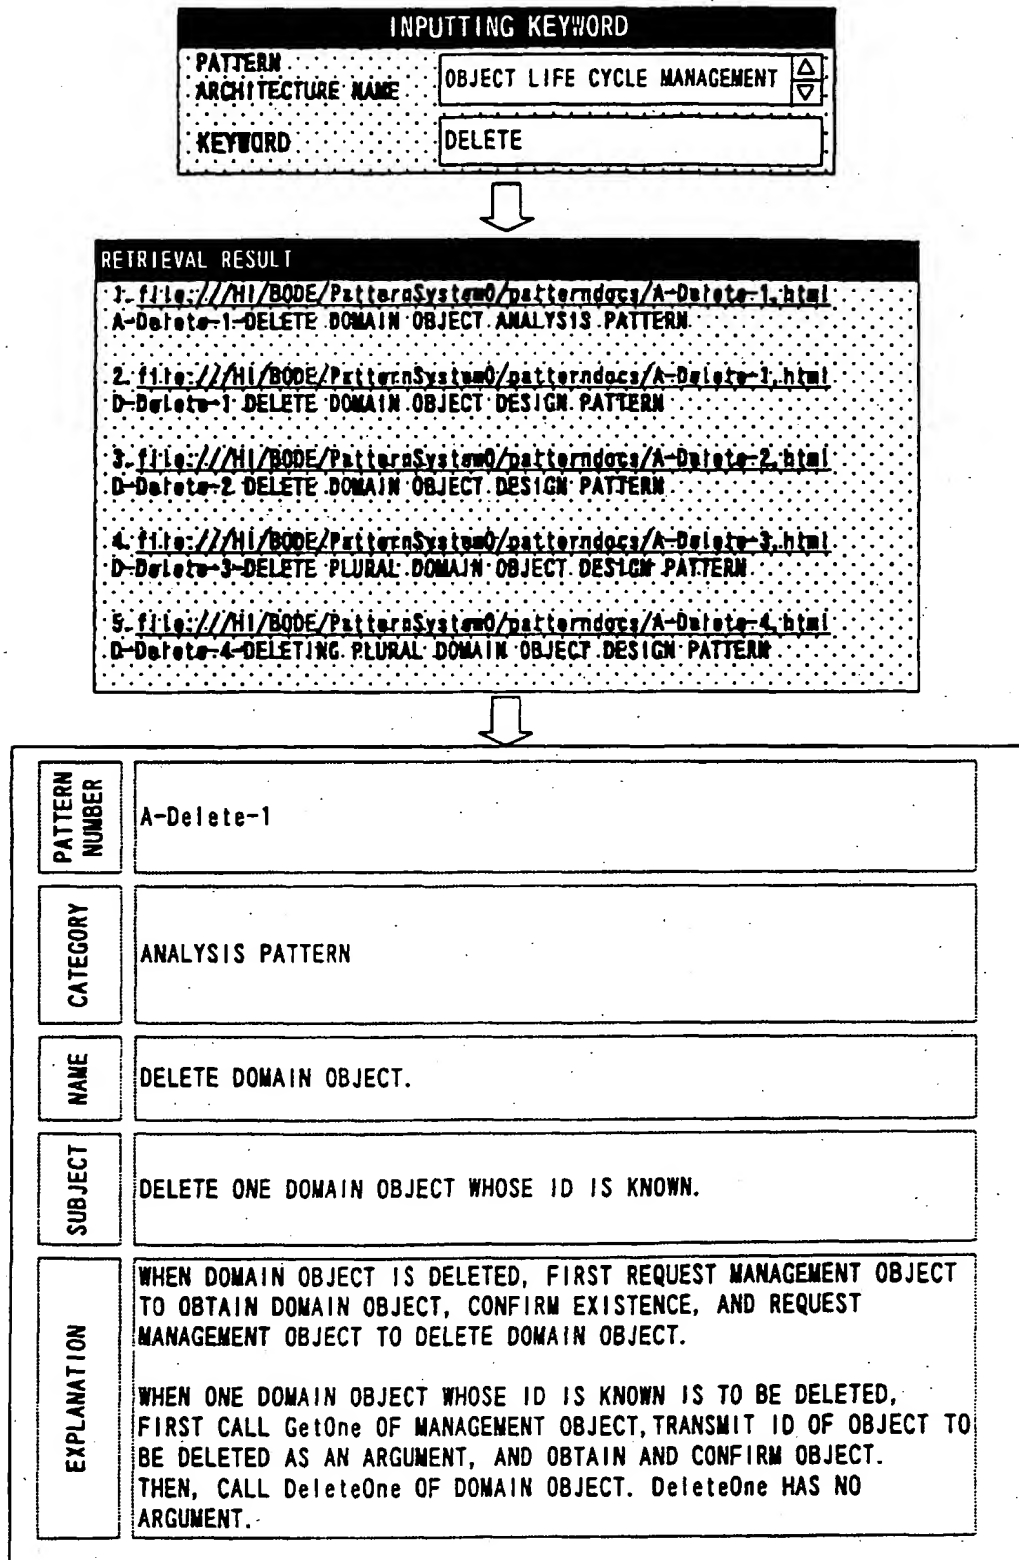 INPUTTING KEYWORD
PATTERN
ARCHITECTURE NAME
OBJECT LIFE CYCLE MANAGEMENT
KEYWORD
DELETE
RETRIEVAL RESULT
1. file:///H|/BODE/PatternSystem0/patterndocs/A-Delete-1.html
A-Delete-1-DELETE DOMAIN OBJECT ANALYSIS PATTERN
2. file:///H|/BODE/PatternSystem0/patterndocs/A-Delete-1.html
D-Delete-1 DELETE DOMAIN OBJECT DESIGN PATTERN
3. file:///H|/BODE/PatternSystem0/patterndocs/A-Delete-2.html
D-Delete-2 DELETE DOMAIN OBJECT DESIGN PATTERN
4. file:///H|/BODE/PatternSystem0/patterndocs/A-Delete-3.html
D-Delete-3-DELETE PLURAL DOMAIN OBJECT DESIGN PATTERN
5. file:///H|/BODE/PatternSystem0/patterndocs/A-Delete-4.html
D-Delete-4-DELETING PLURAL DOMAIN OBJECT DESIGN PATTERN
PATTERN
NUMBER
A-Delete-1
CATEGORY
ANALYSIS PATTERN
NAME
DELETE DOMAIN OBJECT.
SUBJECT
DELETE ONE DOMAIN OBJECT WHOSE ID IS KNOWN.
EXPLANATION
WHEN DOMAIN OBJECT IS DELETED, FIRST REQUEST MANAGEMENT OBJECT
TO OBTAIN DOMAIN OBJECT, CONFIRM EXISTENCE, AND REQUEST
MANAGEMENT OBJECT TO DELETE DOMAIN OBJECT.
WHEN ONE DOMAIN OBJECT WHOSE ID IS KNOWN IS TO BE DELETED,
FIRST CALL GetOne OF MANAGEMENT OBJECT, TRANSMIT ID OF OBJECT TO
BE DELETED AS AN ARGUMENT, AND OBTAIN AND CONFIRM OBJECT.
THEN, CALL DeleteOne OF DOMAIN OBJECT. DeleteOne HAS NO
ARGUMENT.